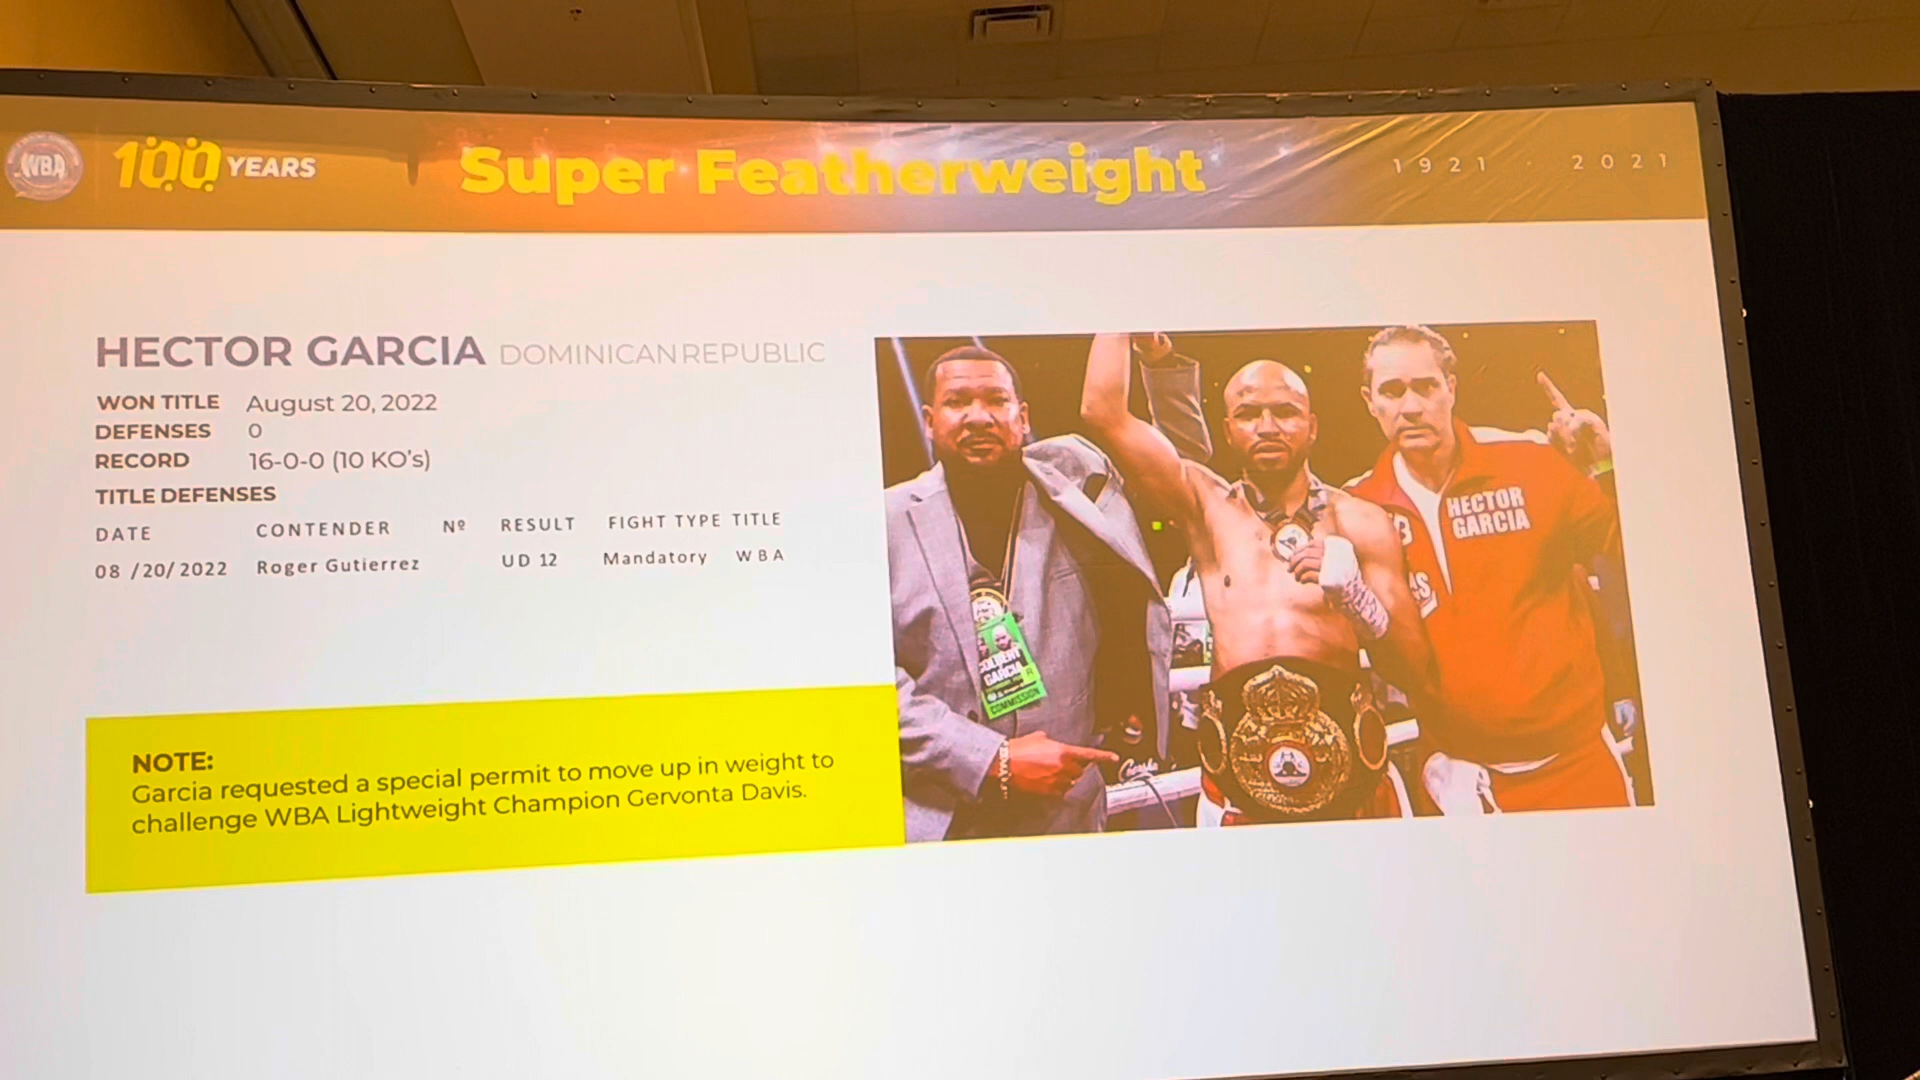 WBA 100 YEARS Super Featherweight 1921 · 2021
HECTOR GARCIA DOMINICAN REPUBLIC
WON TITLE August 20, 2022
DEFENSES 0
RECORD 16-0-0 (10 KO's)
TITLE DEFENSES
DATE CONTENDER Nº RESULT FIGHT TYPE TITLE
08 /20/ 2022 Roger Gutierrez UD 12 Mandatory WBA
NOTE:
Garcia requested a special permit to move up in weight to
challenge WBA Lightweight Champion Gervonta Davis.
HECTOR
GARCIA
COLBERT
GARCIA
COMMISSION